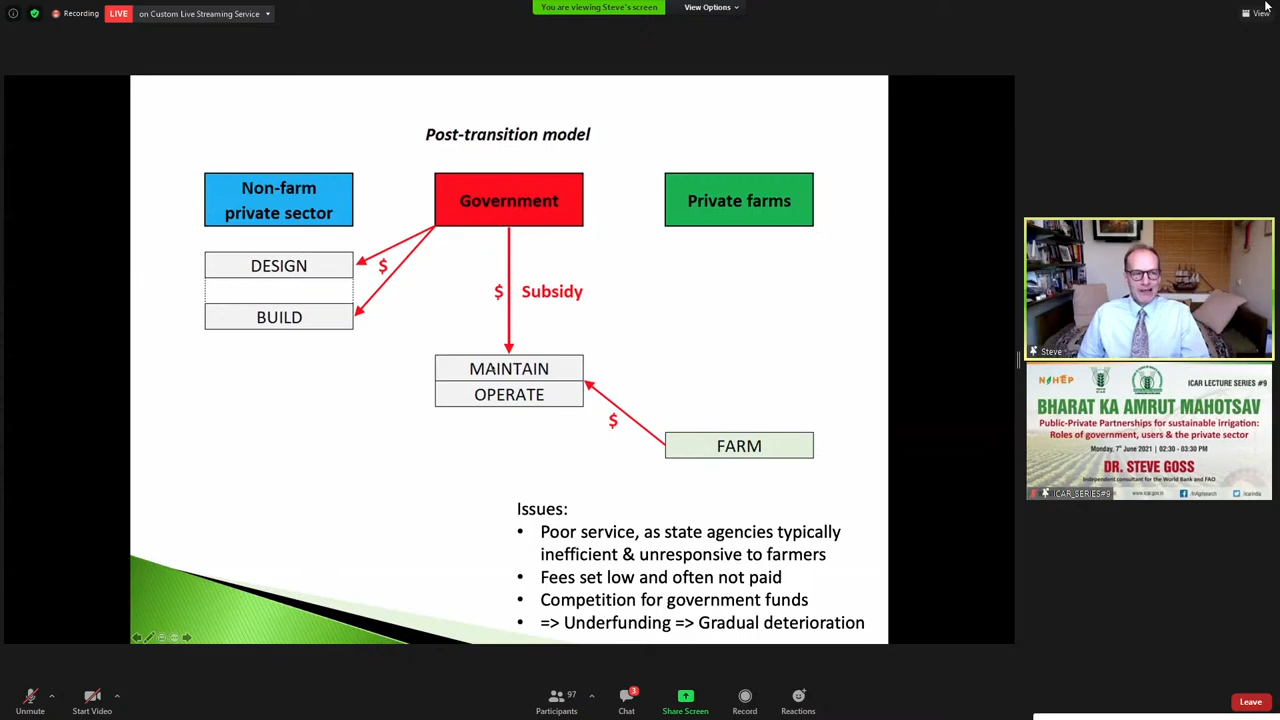 Recording
LIVE
on Custom Live Streaming Service
You are viewing Steve's screen
View Options
View
Post-transition model
Non-farm
private sector
Government
Private farms
DESIGN
$
BUILD
$ Subsidy
MAINTAIN
OPERATE
$
FARM
Issues:
• Poor service, as state agencies typically
inefficient & unresponsive to farmers
• Fees set low and often not paid
• Competition for government funds
• => Underfunding => Gradual deterioration
Steve
NAHEP
ICAR LECTURE SERIES #9
BHARAT KA AMRUT MAHOTSAV
Public-Private Partnerships for sustainable irrigation:
Roles of government, users & the private sector
Monday, 7th June 2021 | 02:30 - 03:30 PM
DR. STEVE GOSS
Independent consultant for the World Bank and FAO
ICAR_SERIES#9
www.icar.gov.in
/InAgrisearch
/icarindia
Unmute
Start Video
97
Participants
3
Chat
Share Screen
Record
Reactions
Leave